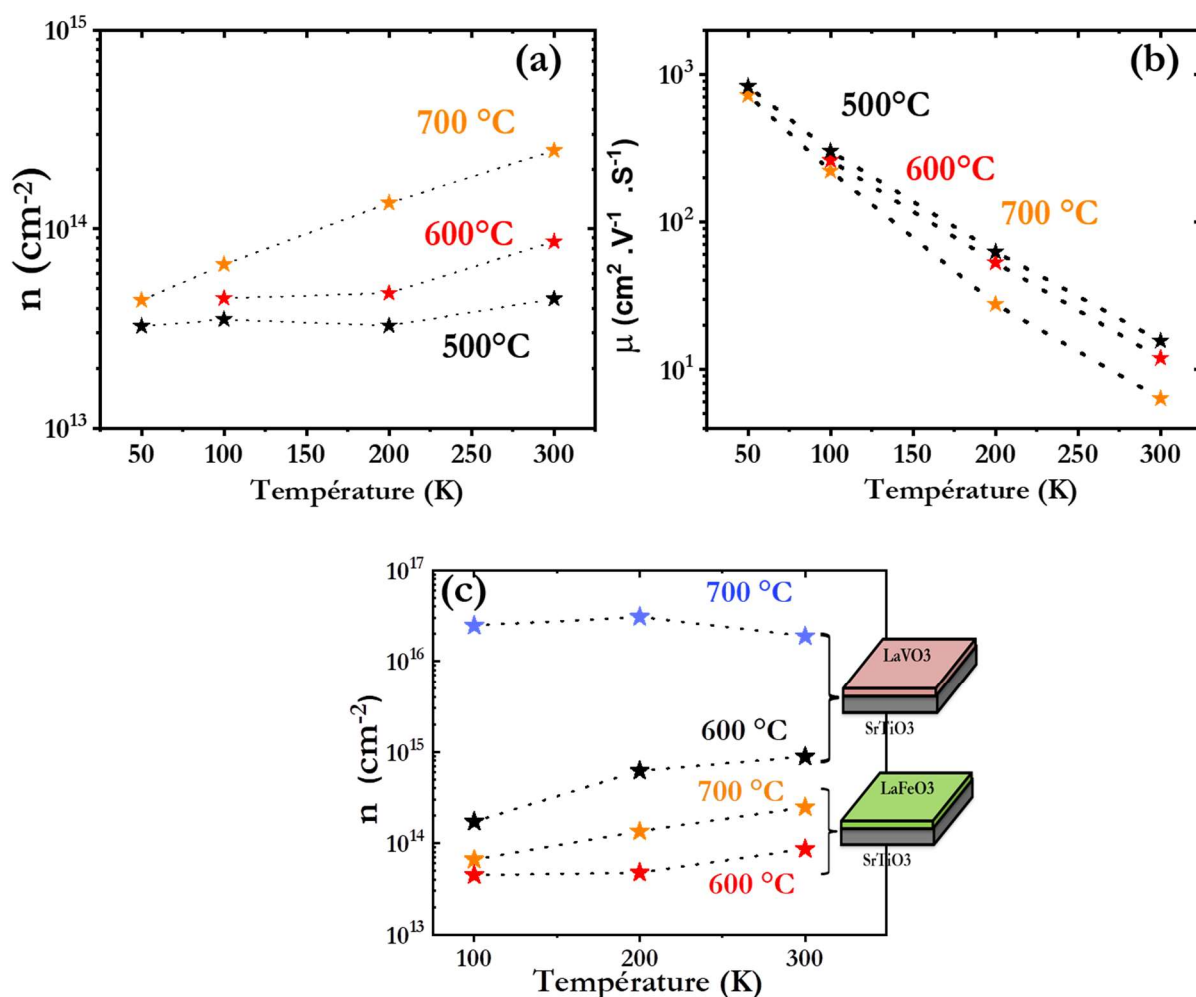 (a)
10¹⁵
10¹⁴
10¹³
n (cm⁻²)
700 °C
600°C
500°C
50 100 150 200 250 300
Température (K)
(b)
10³
10²
10¹
μ (cm² .V⁻¹ .S⁻¹)
500°C
600°C
700 °C
50 100 150 200 250 300
Température (K)
(c)
10¹⁷
10¹⁶
10¹⁵
10¹⁴
10¹³
n (cm⁻²)
700 °C
600 °C
700 °C
600 °C
LaVO3
SrTiO3
LaFeO3
SrTiO3
100 200 300
Température (K)